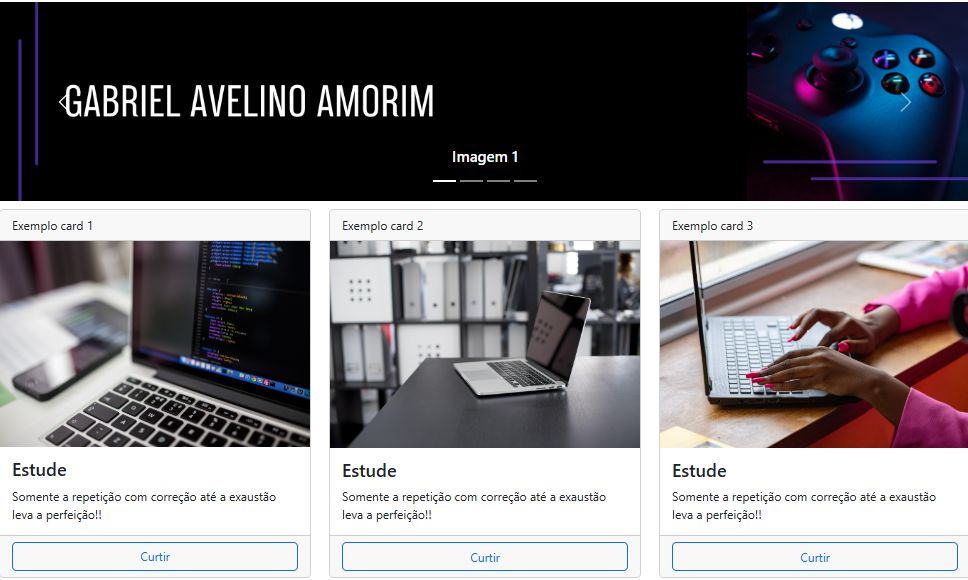 GABRIEL AVELINO AMORIM
Imagem 1
Exemplo card 1
Exemplo card 2
Exemplo card 3
Estude
Somente a repetição com correção até a exaustão
leva a perfeição!!
Curtir
Estude
Somente a repetição com correção até a exaustão
leva a perfeição!!
Curtir
Estude
Somente a repetição com correção até a exaustão
leva a perfeição!!
Curtir